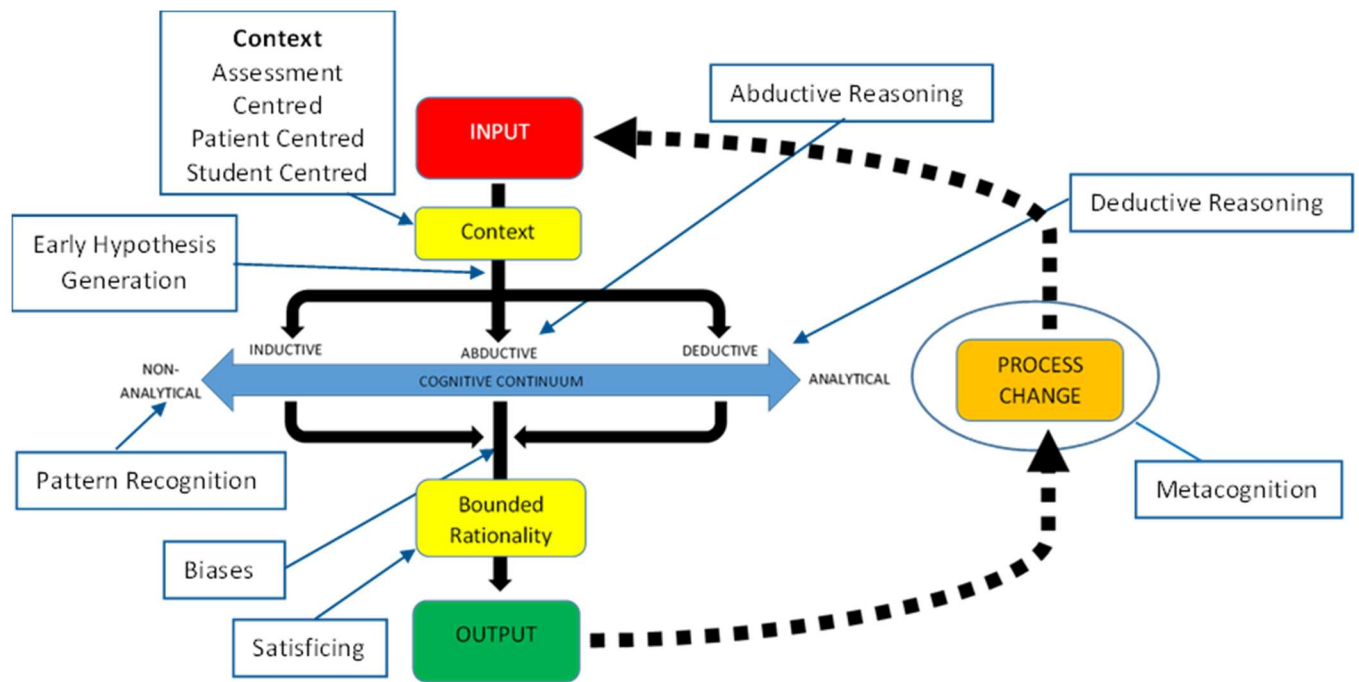 Context
Assessment
Centred
Patient Centred
Student Centred
INPUT
Abductive Reasoning
Deductive Reasoning
Context
Early Hypothesis
Generation
INDUCTIVE
ABDUCTIVE
DEDUCTIVE
NON-
ANALYTICAL
COGNITIVE CONTINUUM
ANALYTICAL
PROCESS
CHANGE
Pattern Recognition
Metacognition
Bounded
Rationality
Biases
Satisficing
OUTPUT